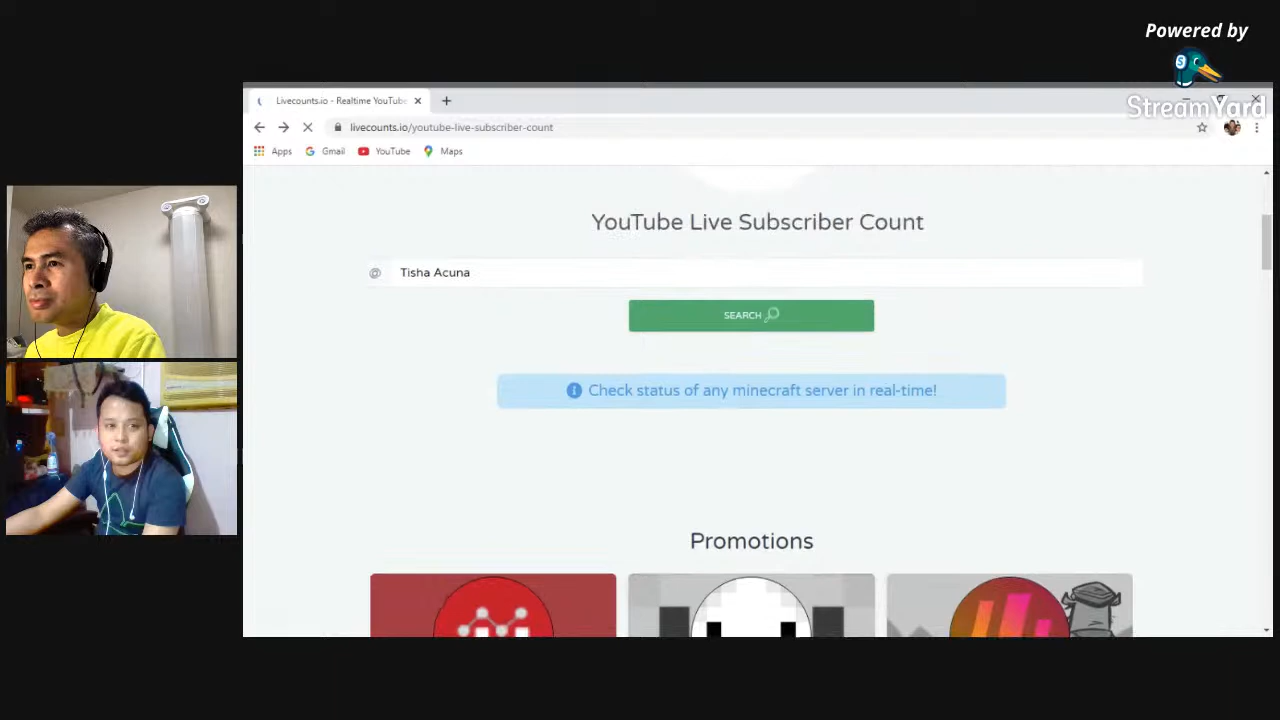 Powered by
StreamYard
Livecounts.io - Realtime YouTube
livecounts.io/youtube-live-subscriber-count
Apps
Gmail
YouTube
Maps
YouTube Live Subscriber Count
@ Tisha Acuna
SEARCH
Check status of any minecraft server in real-time!
Promotions